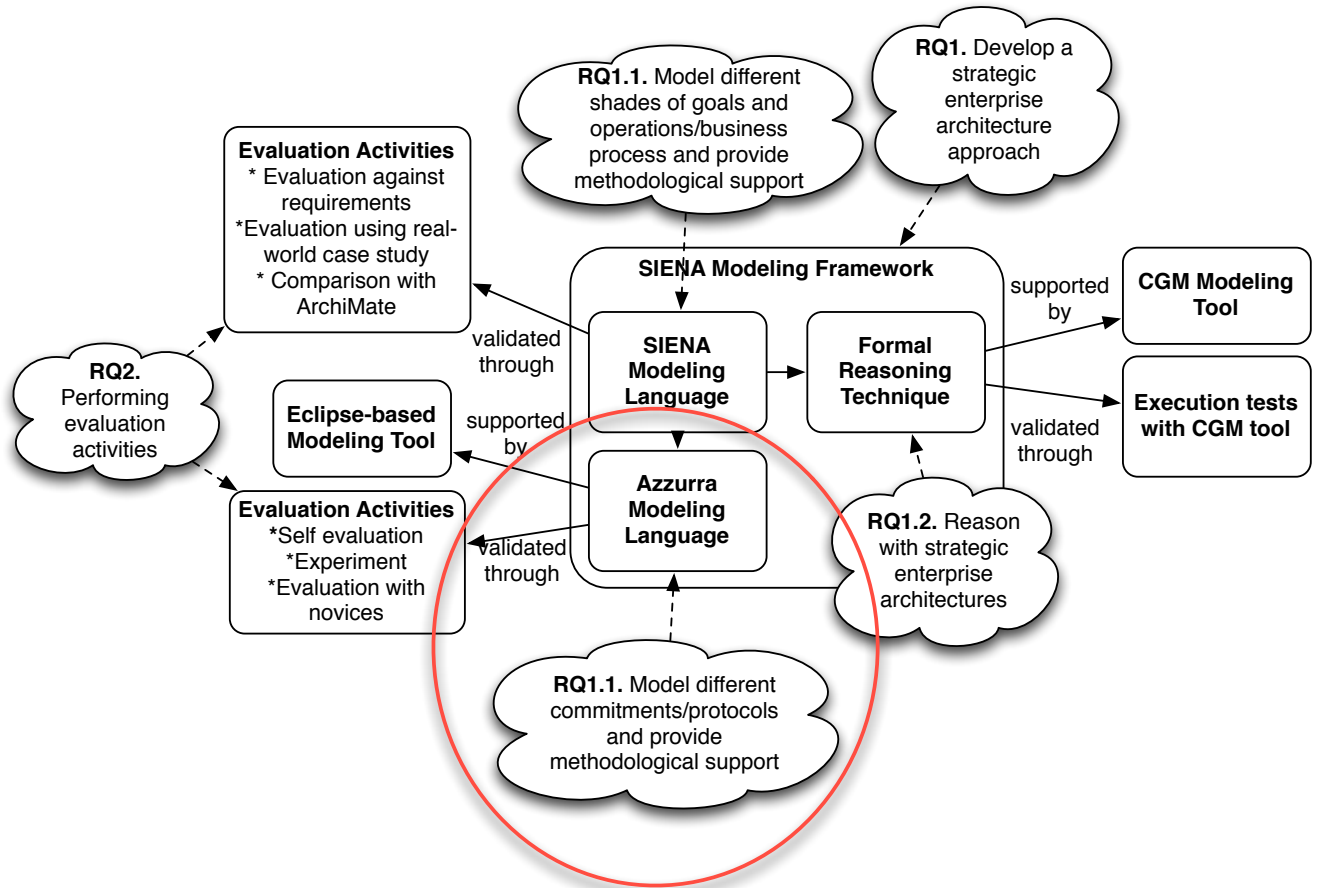 RQ1. Develop a
strategic
enterprise
architecture
approach
RQ1.1. Model different
shades of goals and
operations/business
process and provide
methodological support
Evaluation Activities
* Evaluation against
requirements
*Evaluation using real-
world case study
* Comparison with
ArchiMate
SIENA Modeling Framework
supported
by
CGM Modeling
Tool
validated
through
SIENA
Modeling
Language
Formal
Reasoning
Technique
RQ2.
Performing
evaluation
activities
Eclipse-based
Modeling Tool
supported
by
Execution tests
with CGM tool
validated
through
Azzurra
Modeling
Language
Evaluation Activities
*Self evaluation
*Experiment
*Evaluation with
novices
validated
through
RQ1.2. Reason
with strategic
enterprise
architectures
RQ1.1. Model different
commitments/protocols
and provide
methodological support